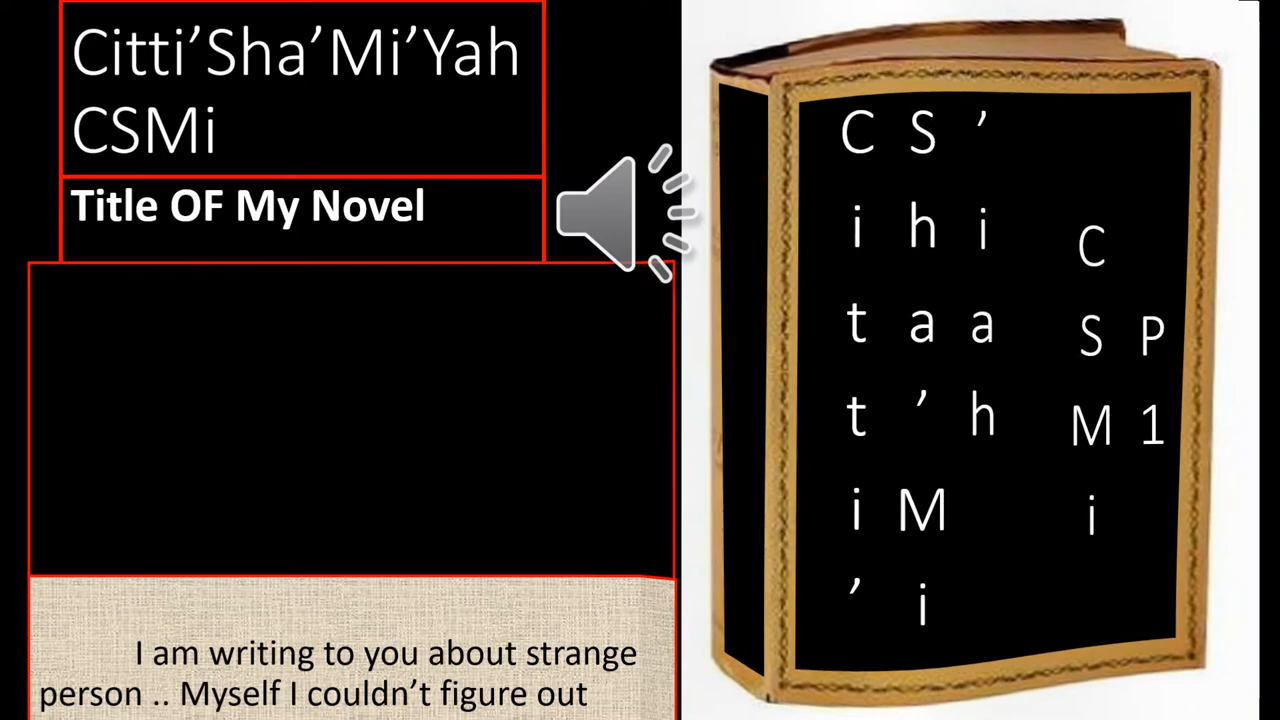 Citti’Sha’Mi’Yah
CSMi
Title OF My Novel
I am writing to you about strange
person .. Myself I couldn’t figure out
C S ’
i h i
t a a
t ’ h
i M
’ i
C
S P
M 1
i